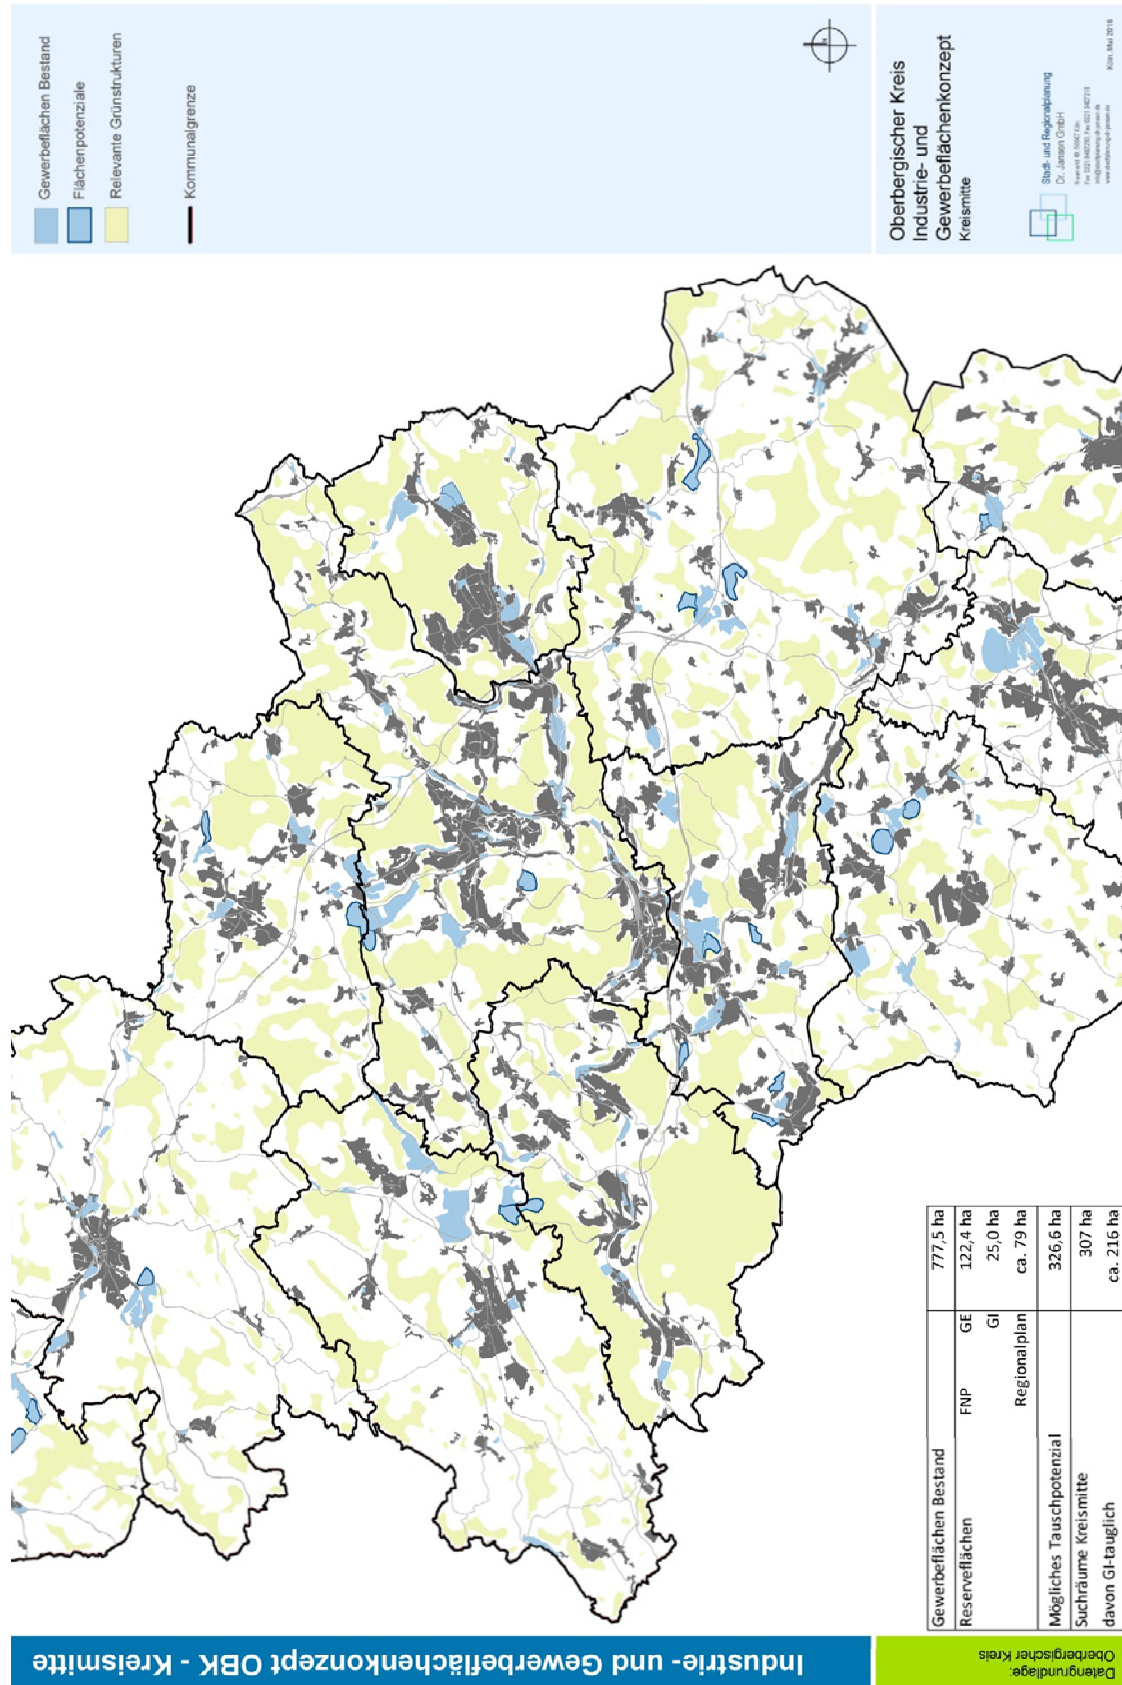 Industrie- und Gewerbeflächenkonzept OBK - Kreismitte
Gewerbeflächen Bestand
Flächenpotenziale
Relevante Grünstrukturen
Kommunalgrenze
N
Oberbergischer Kreis
Industrie- und
Gewerbeflächenkonzept
Kreismitte
Stadt- und Regionalplanung
Dr. Jansen GmbH
Köln, Mai 2016
Gewerbeflächen Bestand 777,5 ha
Reserveflächen FNP GE 122,4 ha
GI 25,0 ha
Regionalplan ca. 79 ha
Mögliches Tauschpotenzial 326,6 ha
Suchräume Kreismitte 307 ha
davon GI-tauglich ca. 216 ha
Datengrundlage:
Oberbergischer Kreis